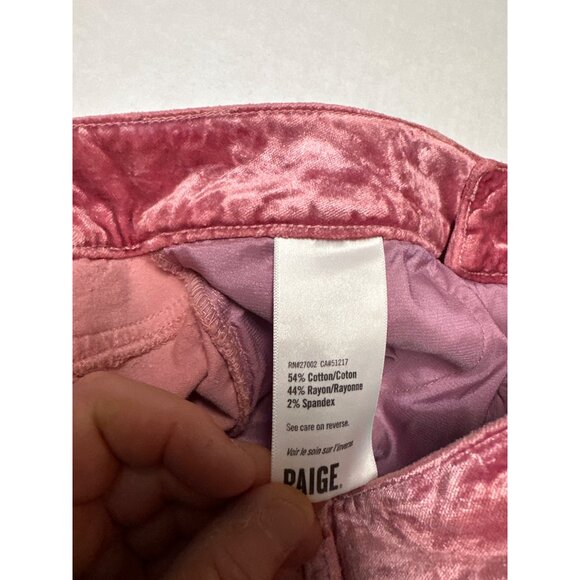 RN#27002 CA#51217
54% Cotton/Coton
44% Rayon/Rayonne
2% Spandex
See care on reverse.
Voir le soin sur l'inverse.
PAIGE.